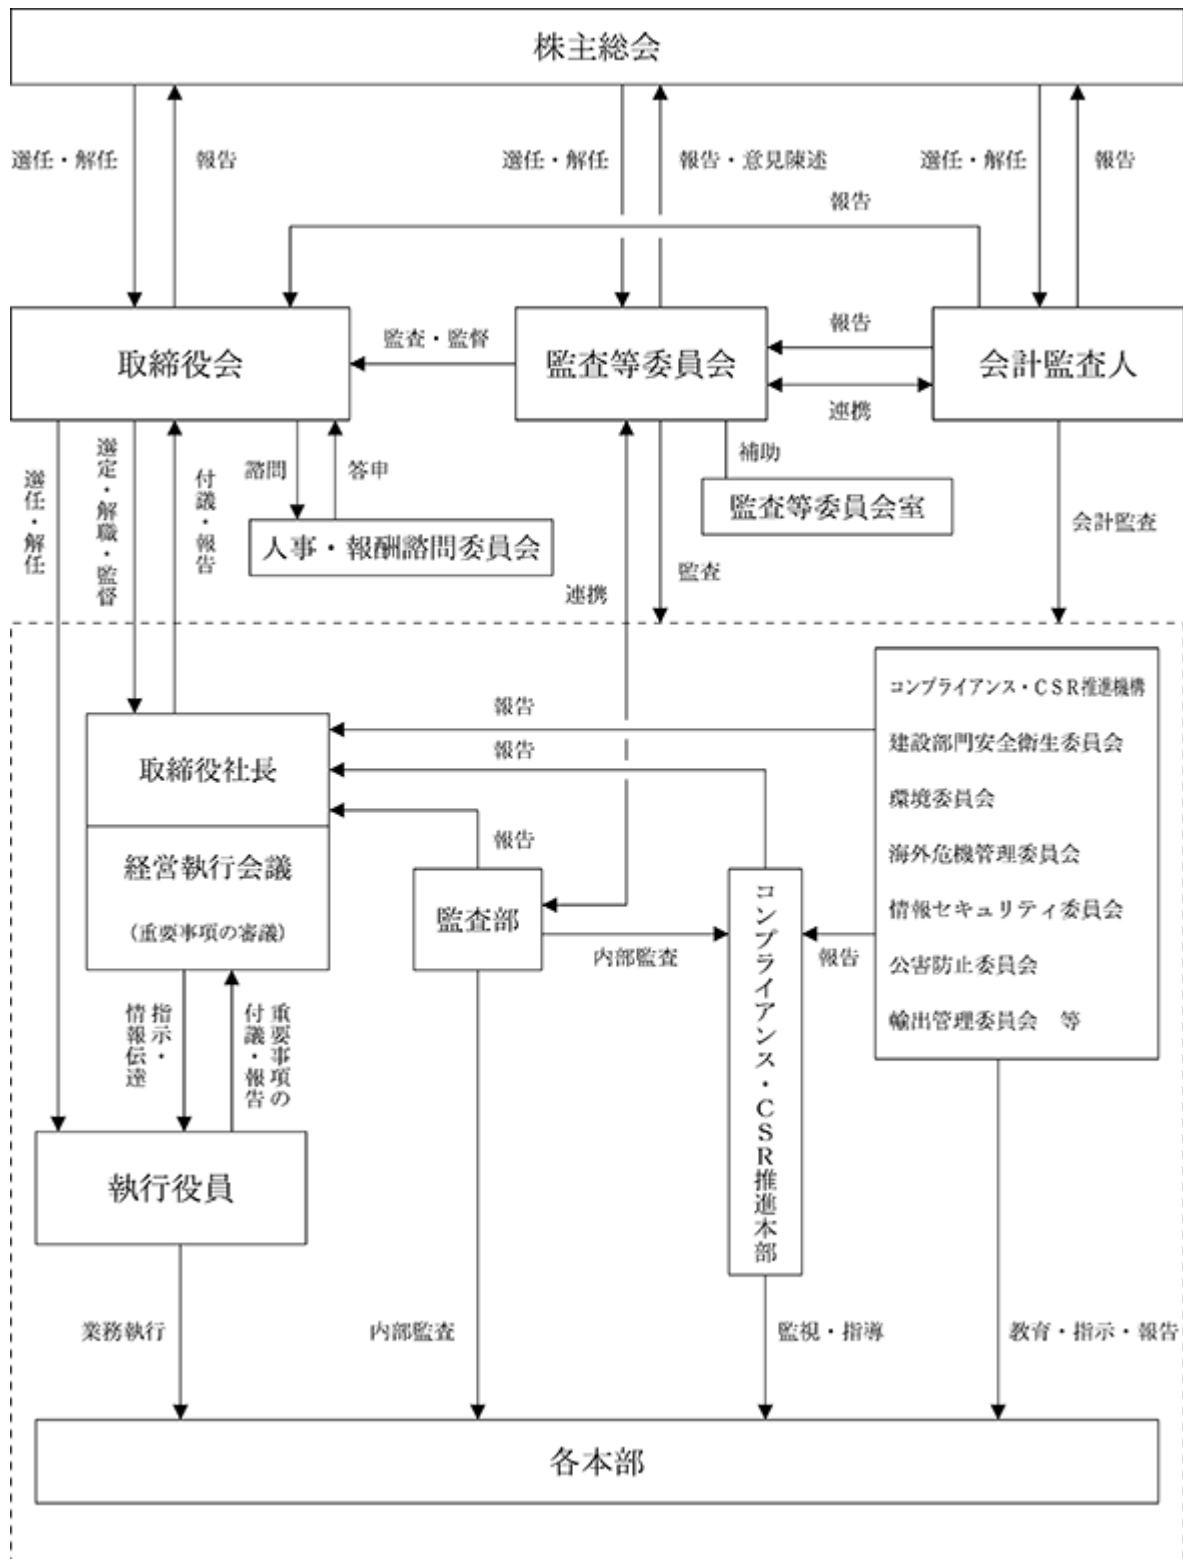 株主総会
選任・解任
報告
選任・解任
報告・意見陳述
選任・解任
報告
報告
取締役会
監査・監督
監査等委員会
報告
連携
会計監査人
選任・解任
選定・解職・監督
付議・報告
諮問
答申
人事・報酬諮問委員会
補助
監査等委員会室
連携
監査
会計監査
取締役社長
経営執行会議
(重要事項の審議)
報告
報告
報告
監査部
内部監査
コンプライアンス・CSR推進本部
報告
コンプライアンス・CSR推進機構
建設部門安全衛生委員会
環境委員会
海外危機管理委員会
情報セキュリティ委員会
公害防止委員会
輸出管理委員会　等
指示・
情報伝達
重要事項の
付議・報告
執行役員
業務執行
内部監査
監視・指導
教育・指示・報告
各本部